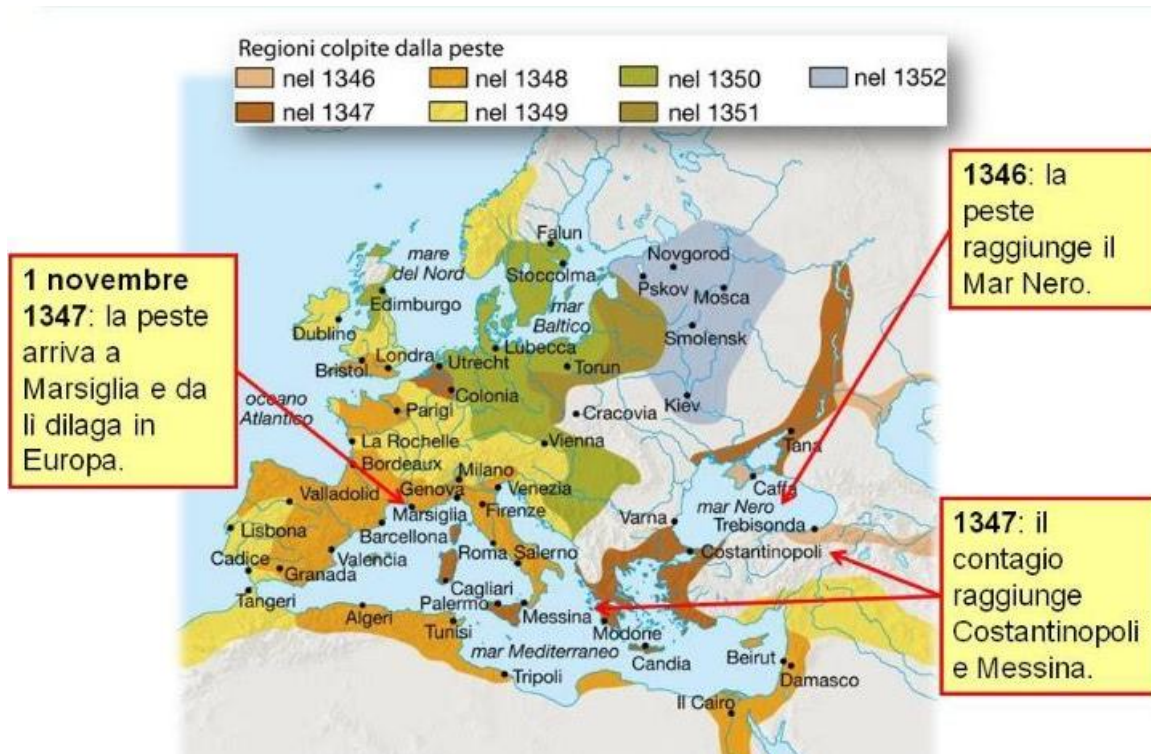 Regioni colpite dalla peste
nel 1346
nel 1348
nel 1350
nel 1352
nel 1347
nel 1349
nel 1351
1346: la
peste
raggiunge il
Mar Nero.
1 novembre
1347: la peste
arriva a
Marsiglia e da
li dilaga in
Europa.
1347: il
contagio
raggiunge
Costantinopoli
e Messina.
mare
del Nord
Falun
Stoccolma
Novgorod
Pskov
Mosca
Edimburgo
mar
Baltico
Smolensk
Dublino
Lubecca
Londra
Utrecht
Torun
Bristol
Colonia
Kiev
oceano
Atlantico
Parigi
Cracovia
La Rochelle
Vienna
Tana
Bordeaux
Milano
Caffa
Valladolid
Genova
Venezia
mar Nero
Marsiglia
Firenze
Varna
Trebisonda
Lisbona
Barcellona
Costantinopoli
Cadice
Valencia
Roma
Salerno
Granada
Cagliari
Tangeri
Palermo
Messina
Algeri
Tunisi
Modone
mar Mediterraneo
Candia
Beirut
Tripoli
Damasco
Il Cairo